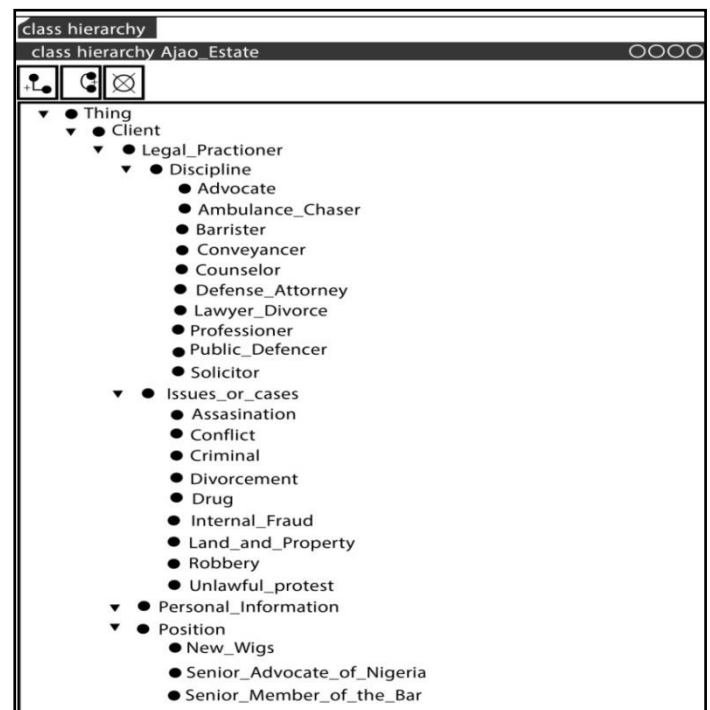 class hierarchy
class hierarchy Ajao_Estate
Thing
Client
Legal_Practioner
Discipline
Advocate
Ambulance_Chaser
Barrister
Conveyancer
Counselor
Defense_Attorney
Lawyer_Divorce
Professioner
Public_Defencer
Solicitor
Issues_or_cases
Assasination
Conflict
Criminal
Divorcement
Drug
Internal_Fraud
Land_and_Property
Robbery
Unlawful_protest
Personal_Information
Position
New_Wigs
Senior_Advocate_of_Nigeria
Senior_Member_of_the_Bar